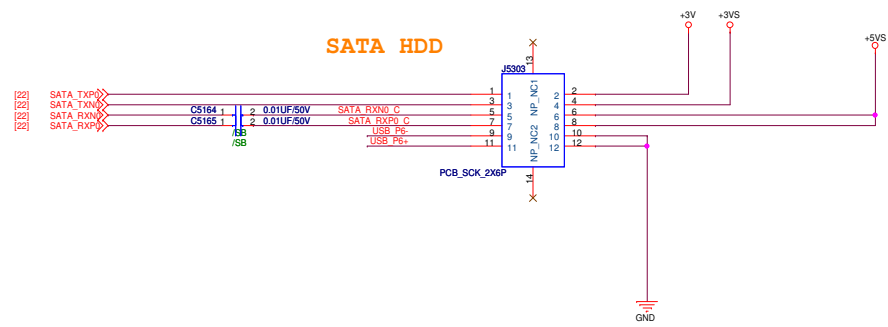 +3V
+3VS
+5VS
SATA HDD
13
J5303
[22] SATA_TXP0 1 1 NP_NC1 2 2
[22] SATA_TXN0 3 3 4 4
[22] SATA_RXN0 C5164 1 2 0.01UF/50V SATA_RXN0_C 5 5 6 6
[22] SATA_RXP0 C5165 1 2 0.01UF/50V SATA_RXP0_C 7 7 8 8
/SB USB_P6- 9 9 NP_NC2 10 10
/SB USB_P6+ 11 11 12 12
PCB_SCK_2X6P
14
GND